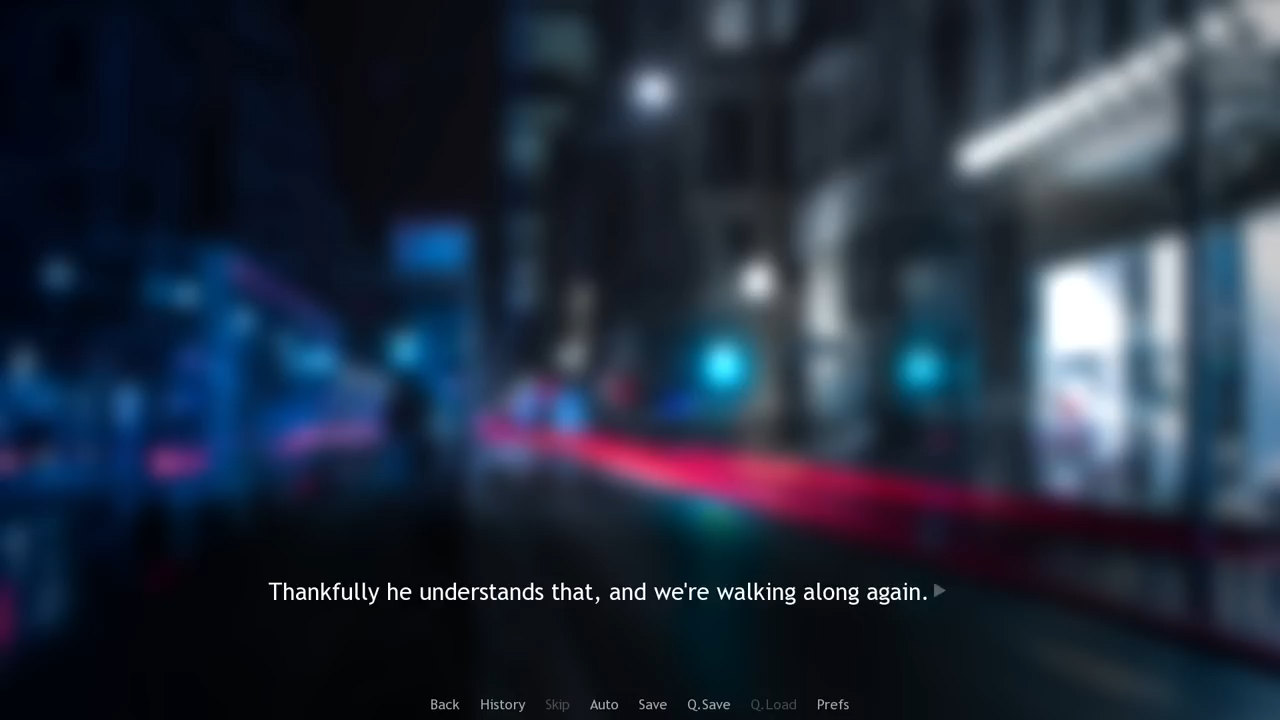 Thankfully he understands that, and we're walking along again.
Back History Skip Auto Save Q.Save Q.Load Prefs